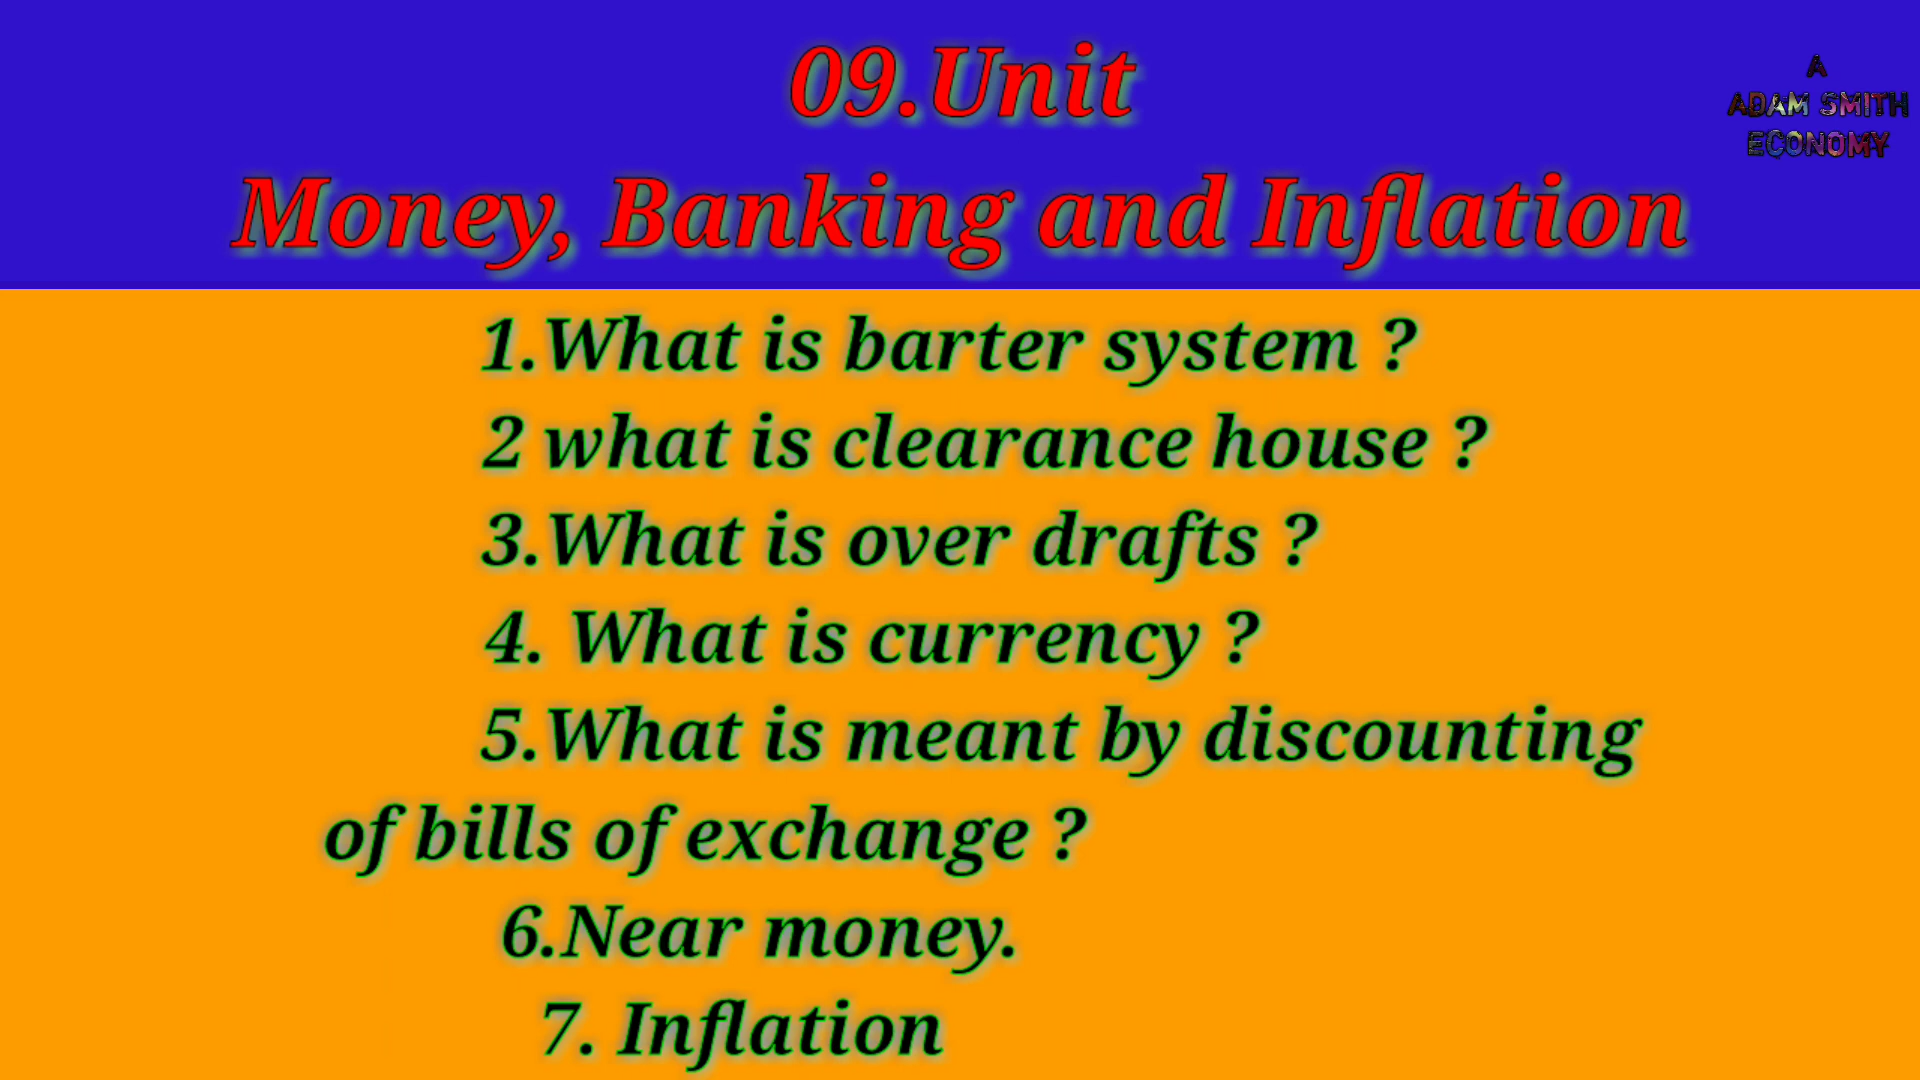 09.Unit
Money, Banking and Inflation
A
ADAM SMITH
ECONOMY
1.What is barter system ?
2 what is clearance house ?
3.What is over drafts ?
4. What is currency ?
5.What is meant by discounting
of bills of exchange ?
6.Near money.
7. Inflation